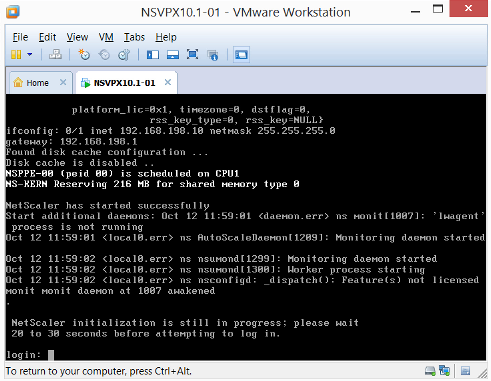 NSVPX10.1-01 - VMware Workstation
File Edit View VM Tabs Help
Home NSVPX10.1-01
platform_lic=0x1, timezone=0, dstflag=0,
rss_key_type=0, rss_key=NULL}
ifconfig: 0/1 inet 192.168.198.10 netmask 255.255.255.0
gateway: 192.168.198.1
Found disk cache configuration ...
Disk cache is disabled ..
NSPPE-00 (peid 00) is scheduled on CPU1
NS-KERN Reserving 216 MB for shared memory type 0
NetScaler has started successfully
Start additional daemons: Oct 12 11:59:01 <daemon.err> ns monit[1007]: 'lwagent'
process is not running
Oct 12 11:59:01 <local0.err> ns AutoScaleDaemon[1209]: Monitoring daemon started
Oct 12 11:59:02 <local0.err> ns nsumond[1299]: Monitoring daemon started
Oct 12 11:59:02 <local0.err> ns nsumond[1300]: Worker process starting
Oct 12 11:59:01 <local0.err> ns nsconfigd: _dispatch(): Feature(s) not licensed
monit monit daemon at 1007 awakened
.
NetScaler initialization is still in progress; please wait
20 to 30 seconds before attempting to log in.
login:
To return to your computer, press Ctrl+Alt.